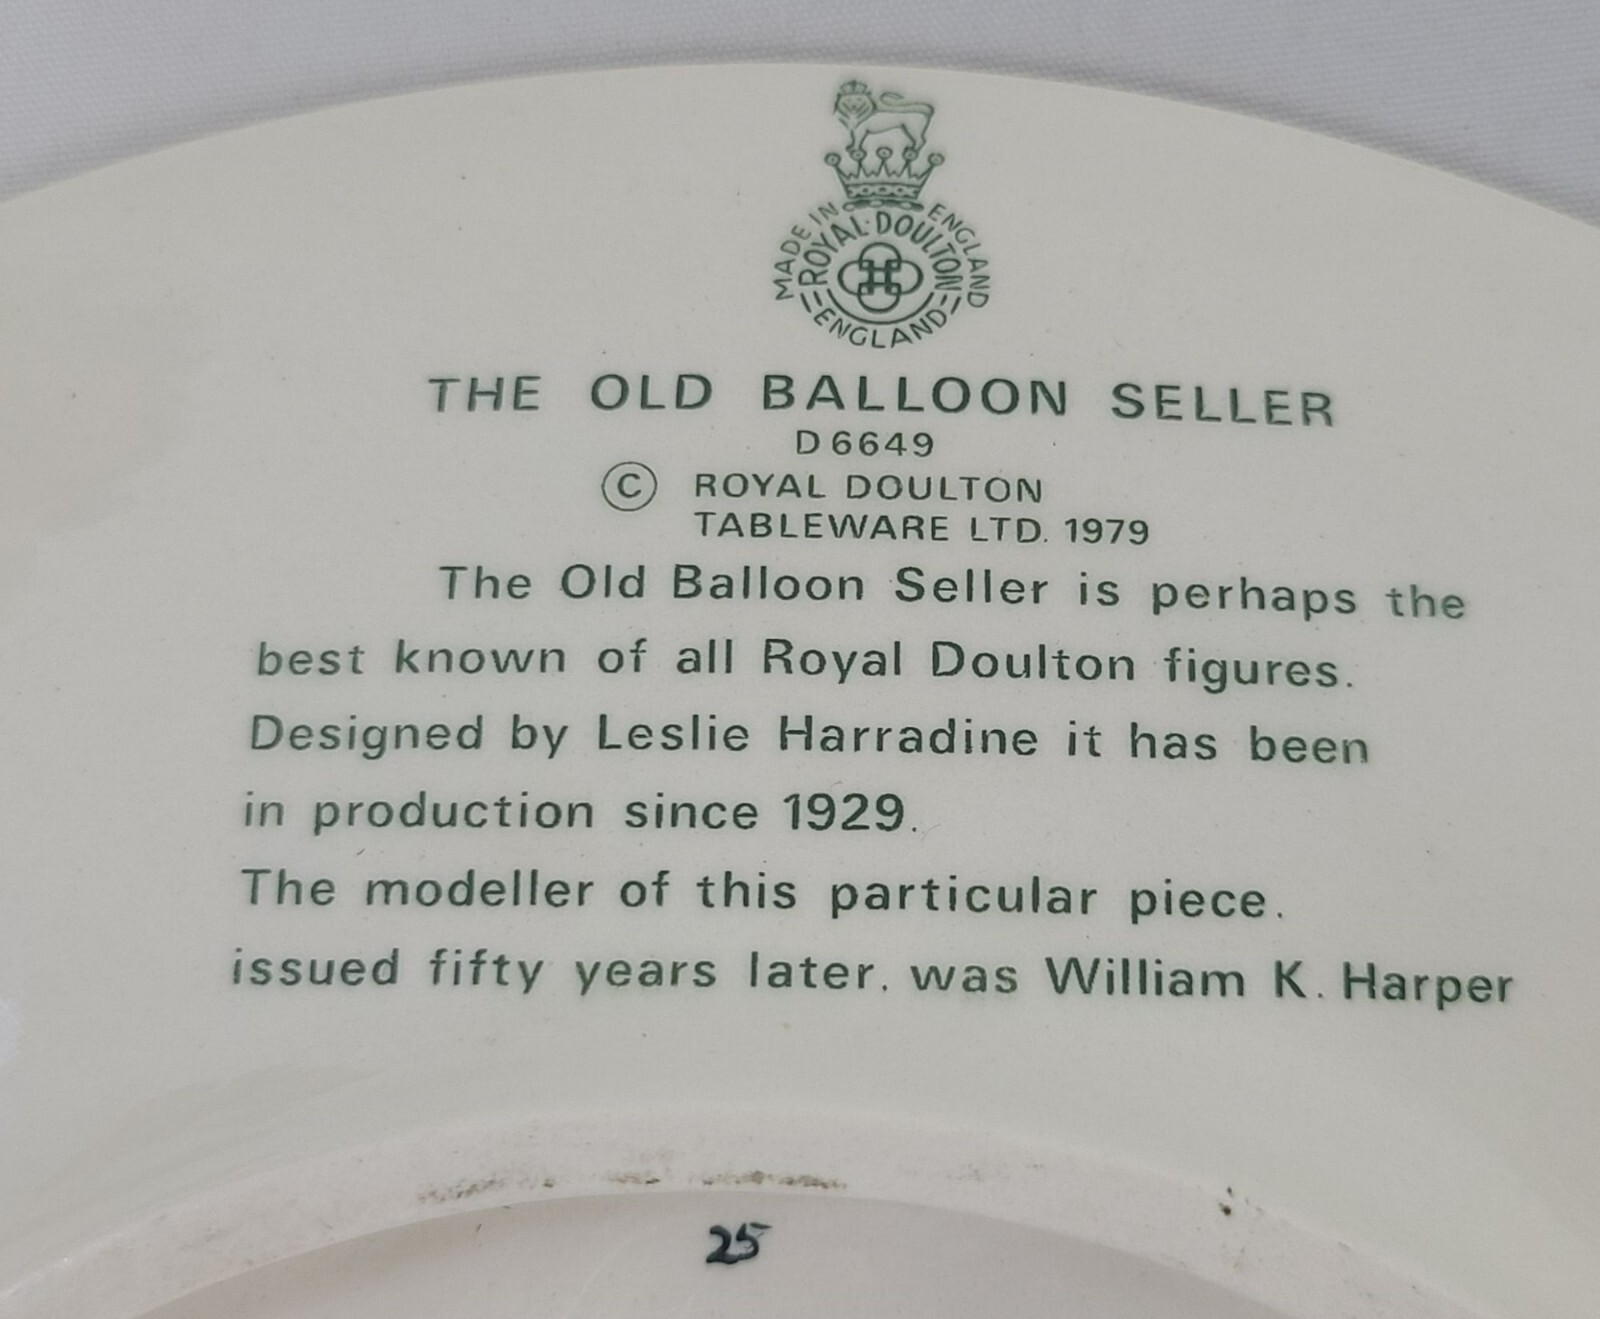 MADE IN ENGLAND
ROYAL·DOULTON
ENGLAND
THE OLD BALLOON SELLER
D 6649
© ROYAL DOULTON
TABLEWARE LTD. 1979
The Old Balloon Seller is perhaps the
best known of all Royal Doulton figures.
Designed by Leslie Harradine it has been
in production since 1929.
The modeller of this particular piece.
issued fifty years later. was William K. Harper
25